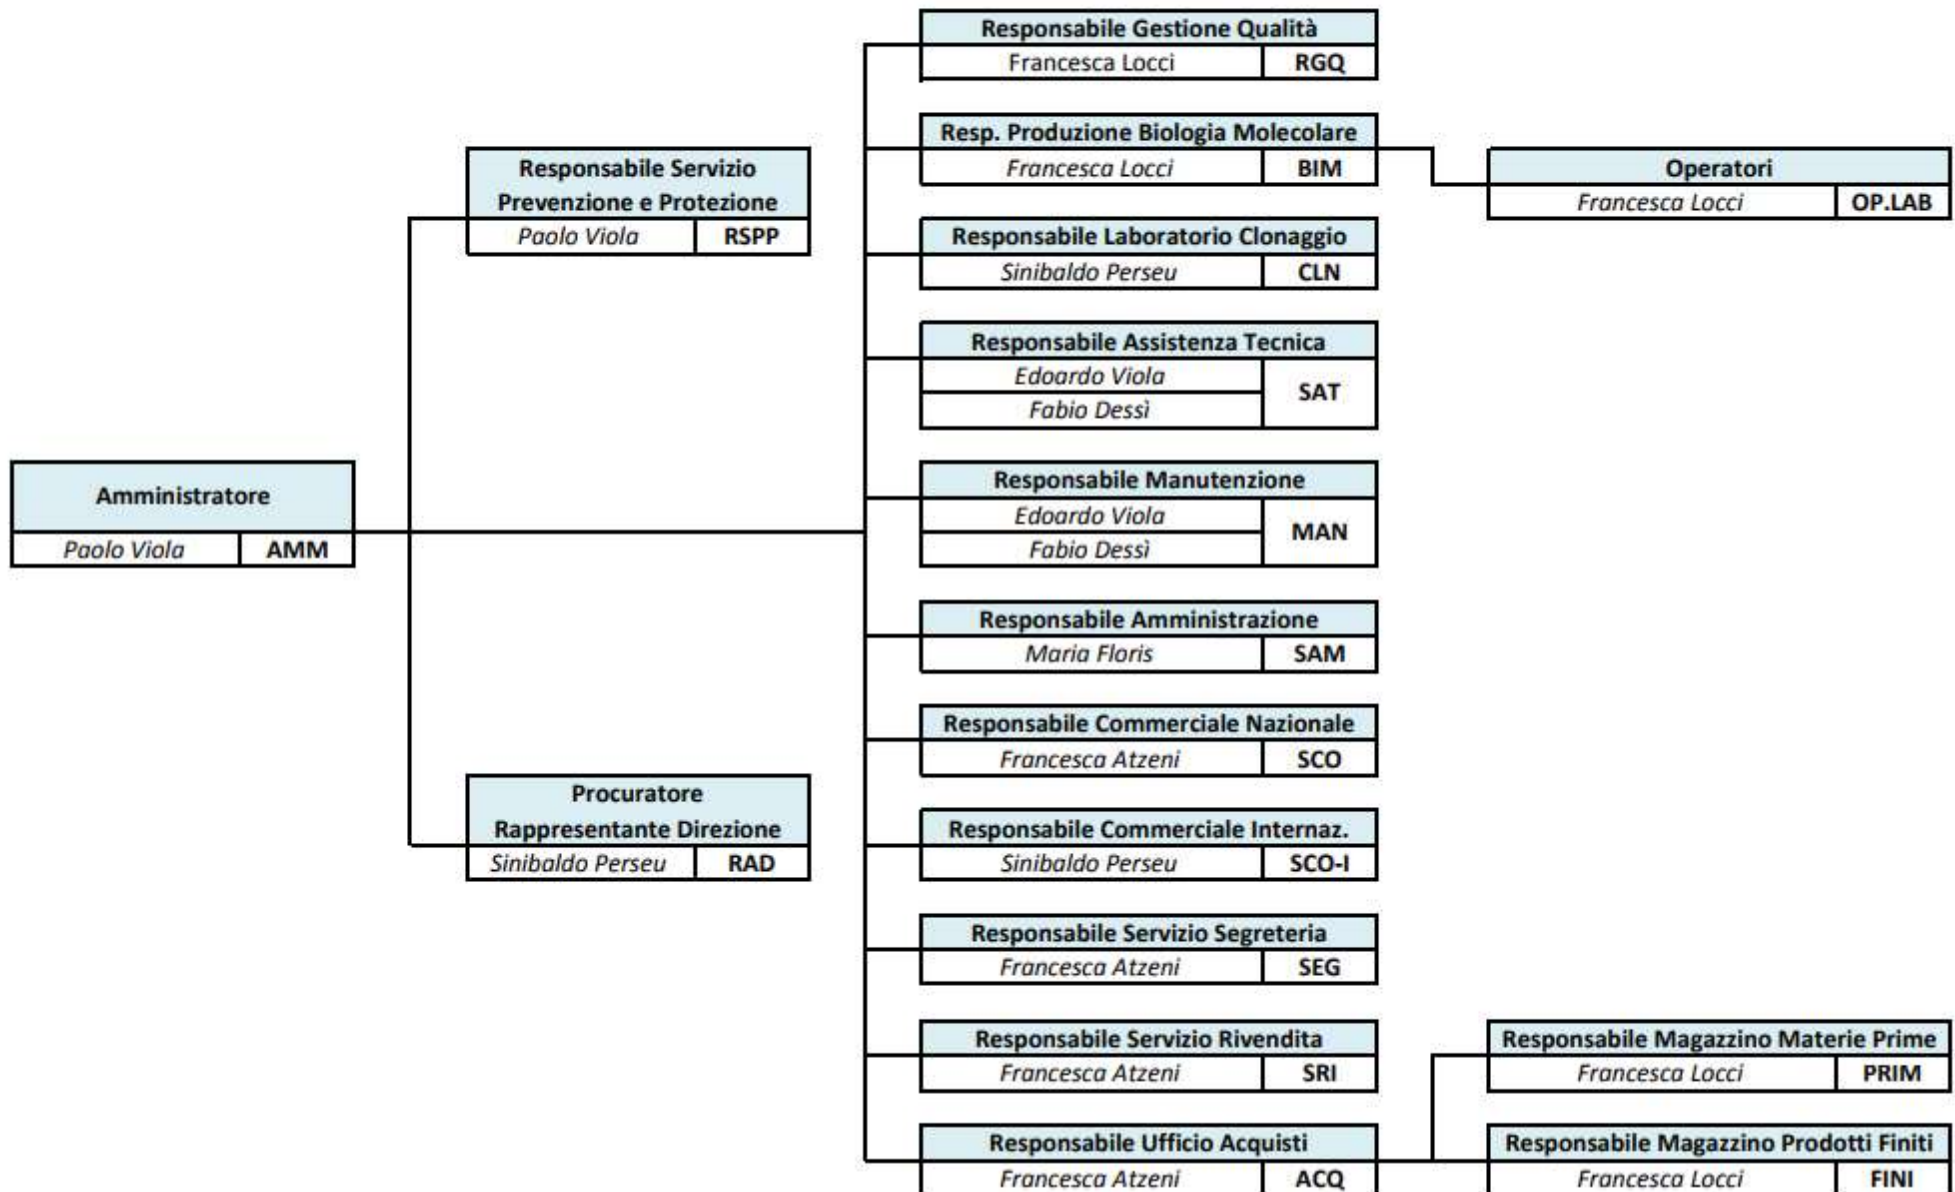 Amministratore
Paolo Viola AMM
Responsabile Servizio
Prevenzione e Protezione
Paolo Viola RSPP
Procuratore
Rappresentante Direzione
Sinibaldo Perseu RAD
Responsabile Gestione Qualità
Francesca Locci RGQ
Resp. Produzione Biologia Molecolare
Francesca Locci BIM
Responsabile Laboratorio Clonaggio
Sinibaldo Perseu CLN
Responsabile Assistenza Tecnica
Edoardo Viola
SAT
Fabio Dessì
Responsabile Manutenzione
Edoardo Viola
MAN
Fabio Dessì
Responsabile Amministrazione
Maria Floris SAM
Responsabile Commerciale Nazionale
Francesca Atzeni SCO
Responsabile Commerciale Internaz.
Sinibaldo Perseu SCO-I
Responsabile Servizio Segreteria
Francesca Atzeni SEG
Responsabile Servizio Rivendita
Francesca Atzeni SRI
Responsabile Ufficio Acquisti
Francesca Atzeni ACQ
Operatori
Francesca Locci OP.LAB
Responsabile Magazzino Materie Prime
Francesca Locci PRIM
Responsabile Magazzino Prodotti Finiti
Francesca Locci FINI